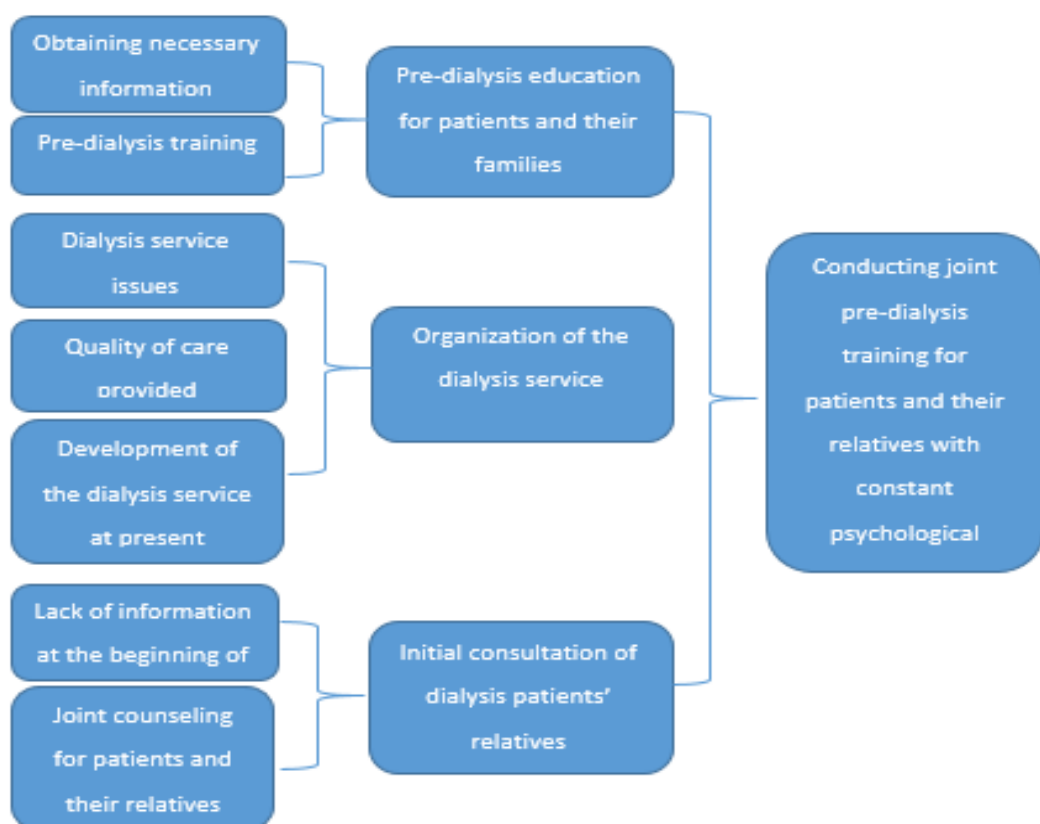 Obtaining necessary
information
Pre-dialysis training
Pre-dialysis education
for patients and their
families
Dialysis service
issues
Quality of care
provided
Development of
the dialysis service
at present
Organization of the
dialysis service
Lack of information
at the beginning of
Joint counseling
for patients and
their relatives
Initial consultation of
dialysis patients’
relatives
Conducting joint
pre-dialysis
training for
patients and their
relatives with
constant
psychological